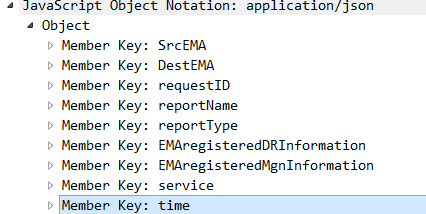 JavaScript Object Notation: application/json
Object
Member Key: SrcEMA
Member Key: DestEMA
Member Key: requestID
Member Key: reportName
Member Key: reportType
Member Key: EMAregisteredDRInformation
Member Key: EMAregisteredMgnInformation
Member Key: service
Member Key: time